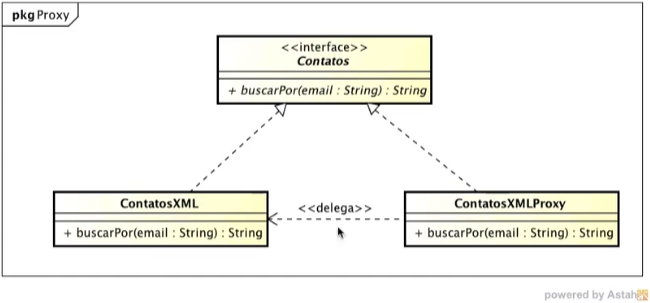 pkg Proxy
<<interface>>
Contatos
+ buscarPor(email : String) : String
ContatosXML
+ buscarPor(email : String) : String
<<delega>>
ContatosXMLProxy
+ buscarPor(email : String) : String
powered by Astah